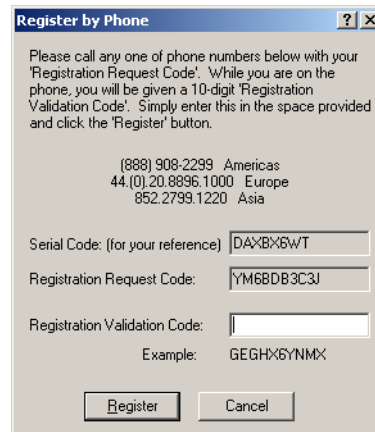 Register by Phone
Please call any one of phone numbers below with your
'Registration Request Code'. While you are on the
phone, you will be given a 10-digit 'Registration
Validation Code'. Simply enter this in the space provided
and click the 'Register' button.
(888) 908-2299 Americas
44.(0).20.8896.1000 Europe
852.2799.1220 Asia
Serial Code: (for your reference) DAXBX6WT
Registration Request Code: YM6BDB3C3J
Registration Validation Code:
Example: GEGHX6YNMX
Register Cancel